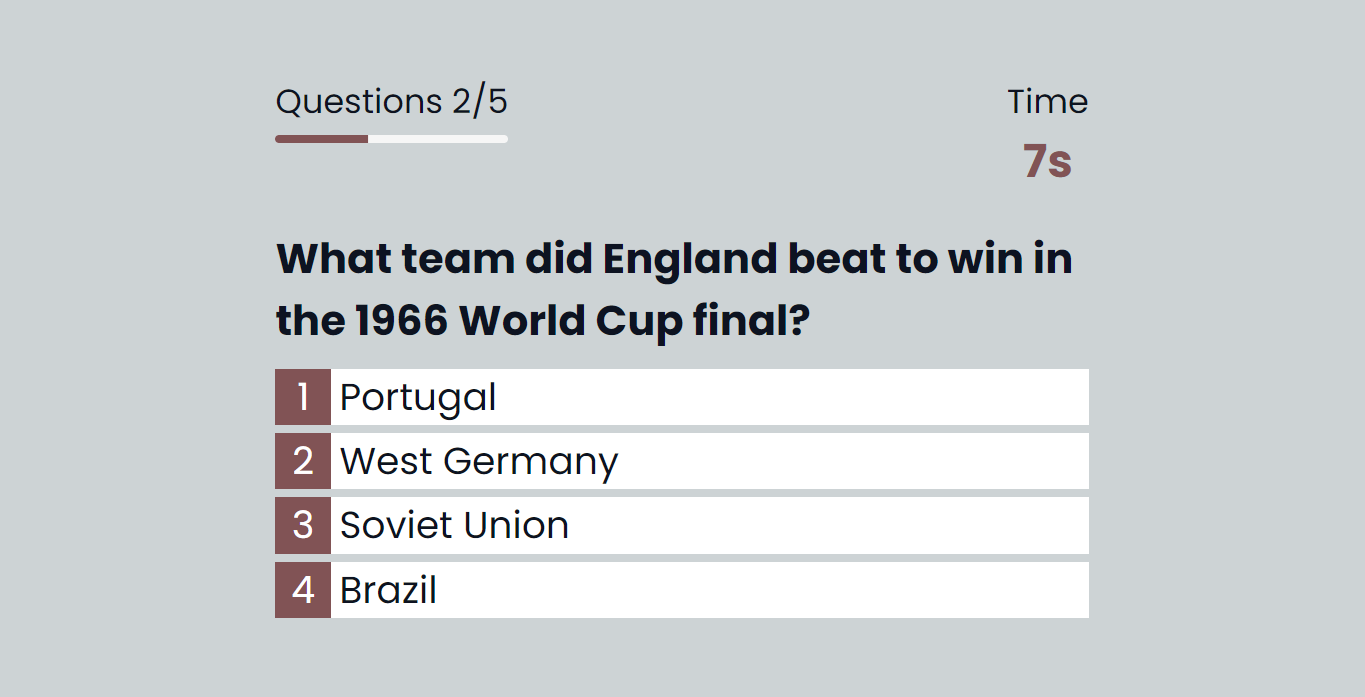 Questions 2/5
Time
7s
What team did England beat to win in
the 1966 World Cup final?
1 Portugal
2 West Germany
3 Soviet Union
4 Brazil